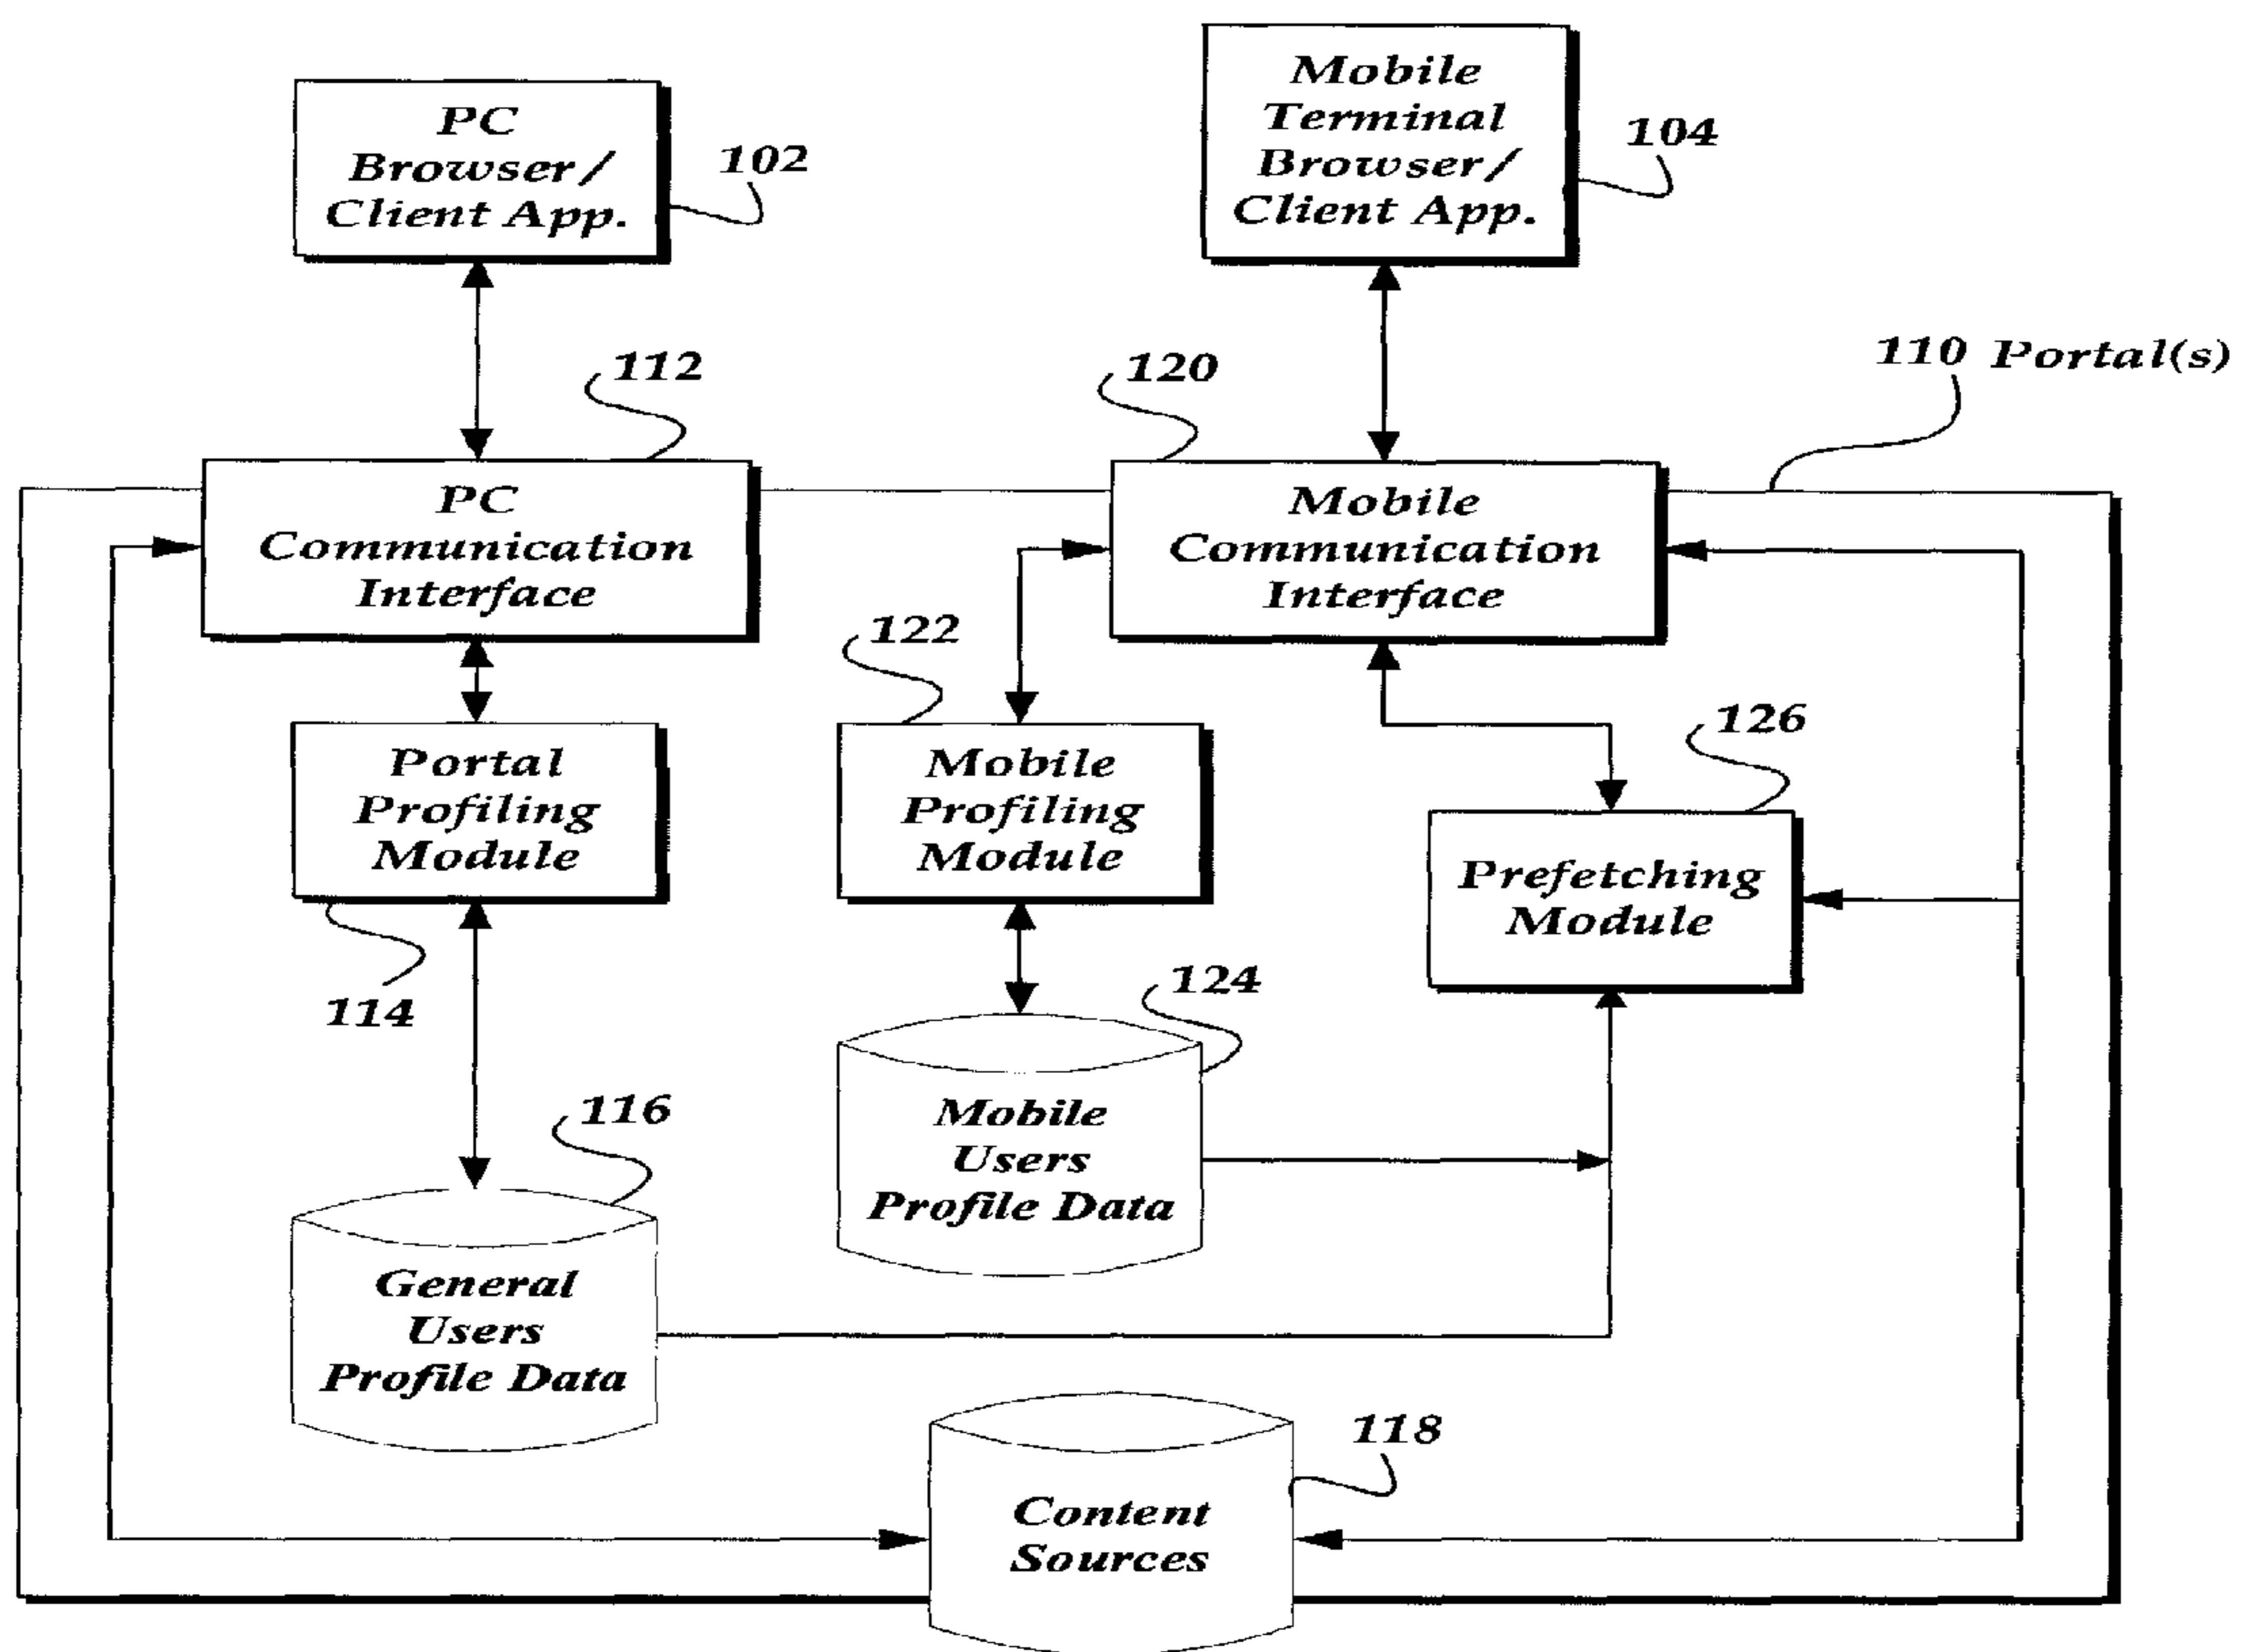 PC
Browser/
Client App.
102
Mobile
Terminal
Browser/
Client App.
104
112
120
110 Portal(s)
PC
Communication
Interface
Mobile
Communication
Interface
122
Portal
Profiling
Module
114
Mobile
Profiling
Module
126
Prefetching
Module
124
Mobile
Users
Profile Data
116
General
Users
Profile Data
118
Content
Sources